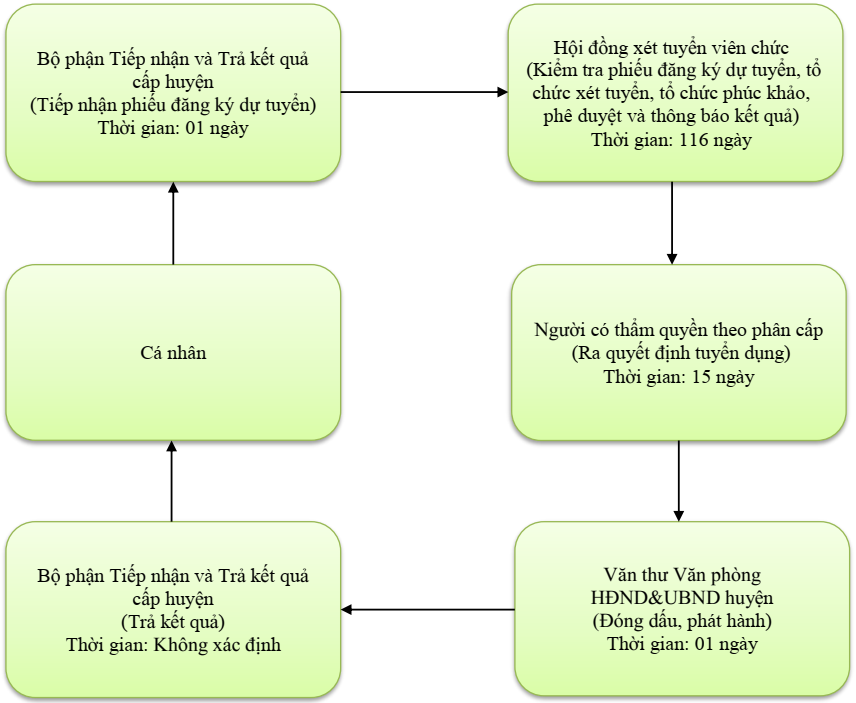 Bộ phận Tiếp nhận và Trả kết quả
cấp huyện
(Tiếp nhận phiếu đăng ký dự tuyển)
Thời gian: 01 ngày
Hội đồng xét tuyển viên chức
(Kiểm tra phiếu đăng ký dự tuyển, tổ
chức xét tuyển, tổ chức phúc khảo,
phê duyệt và thông báo kết quả)
Thời gian: 116 ngày
Cá nhân
Người có thẩm quyền theo phân cấp
(Ra quyết định tuyển dụng)
Thời gian: 15 ngày
Bộ phận Tiếp nhận và Trả kết quả
cấp huyện
(Trả kết quả)
Thời gian: Không xác định
Văn thư Văn phòng
HĐND&UBND huyện
(Đóng dấu, phát hành)
Thời gian: 01 ngày